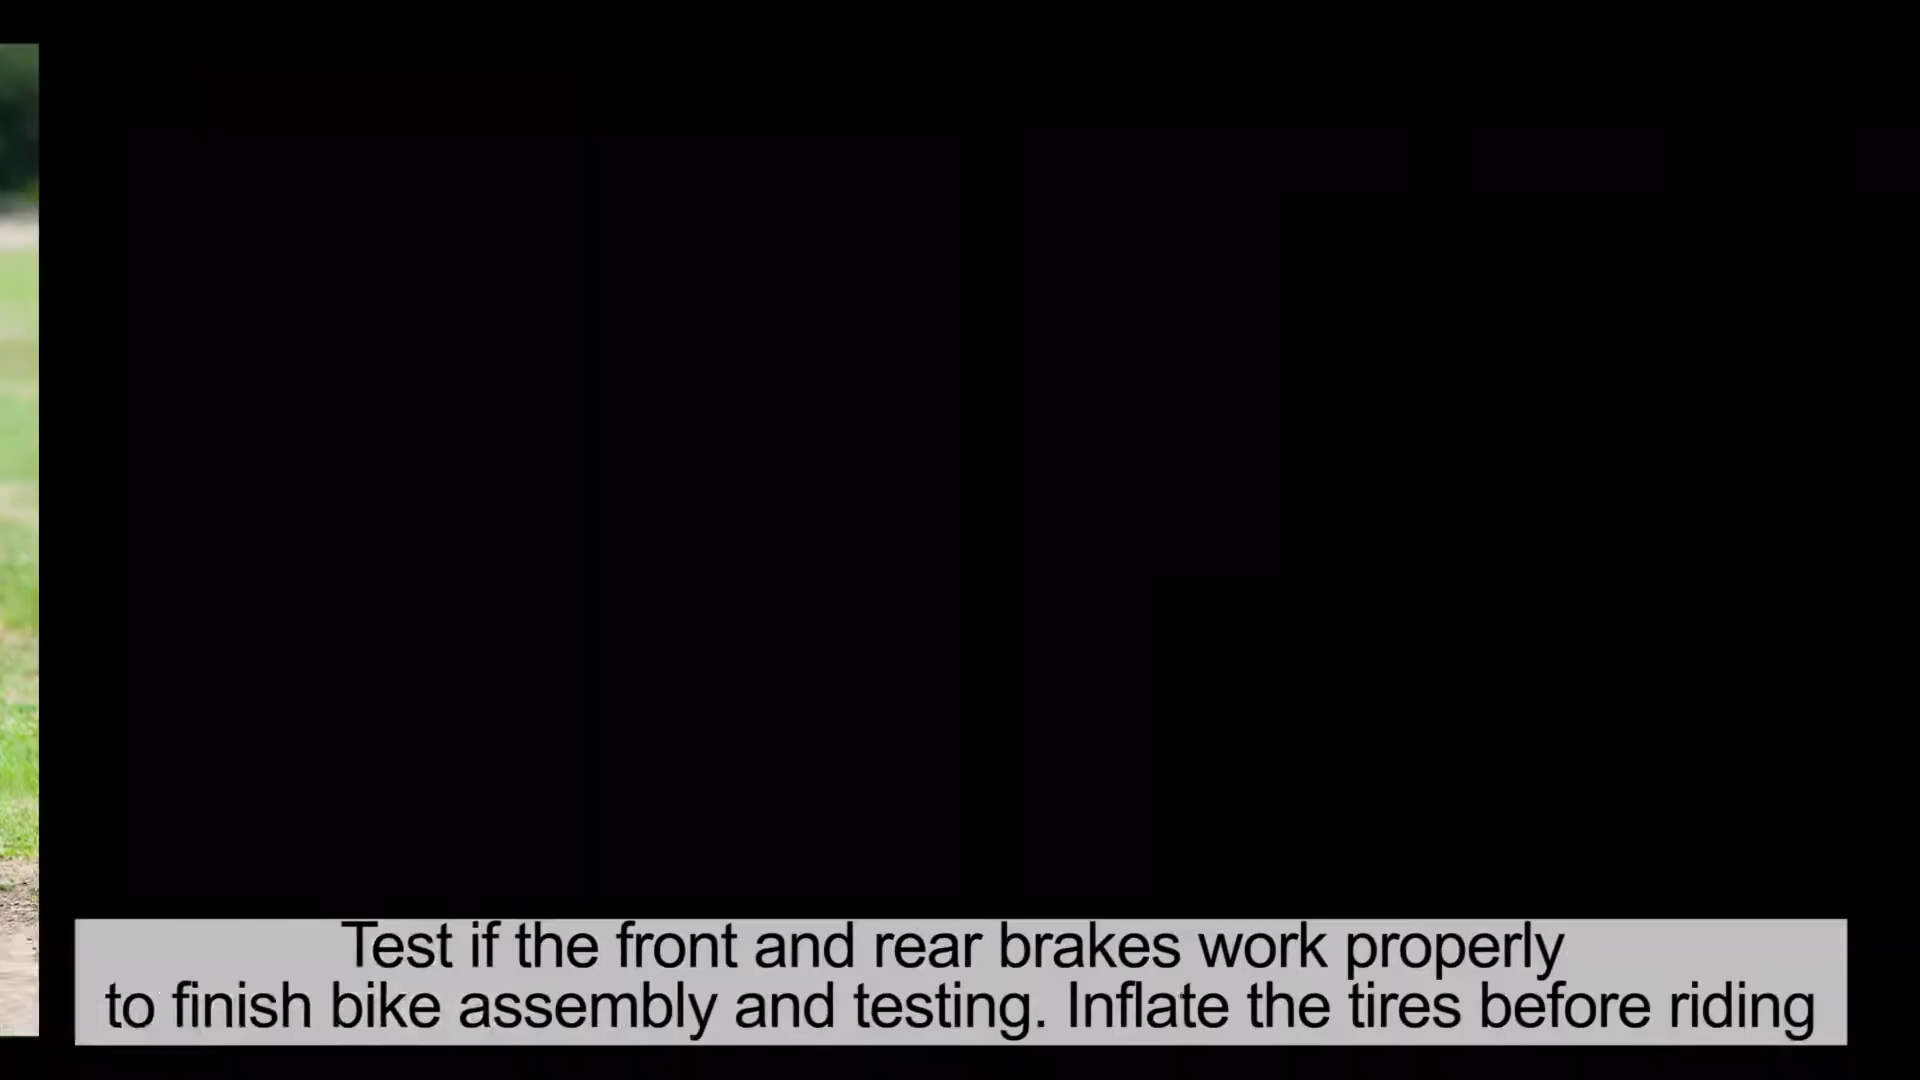 Test if the front and rear brakes work properly
to finish bike assembly and testing. Inflate the tires before riding